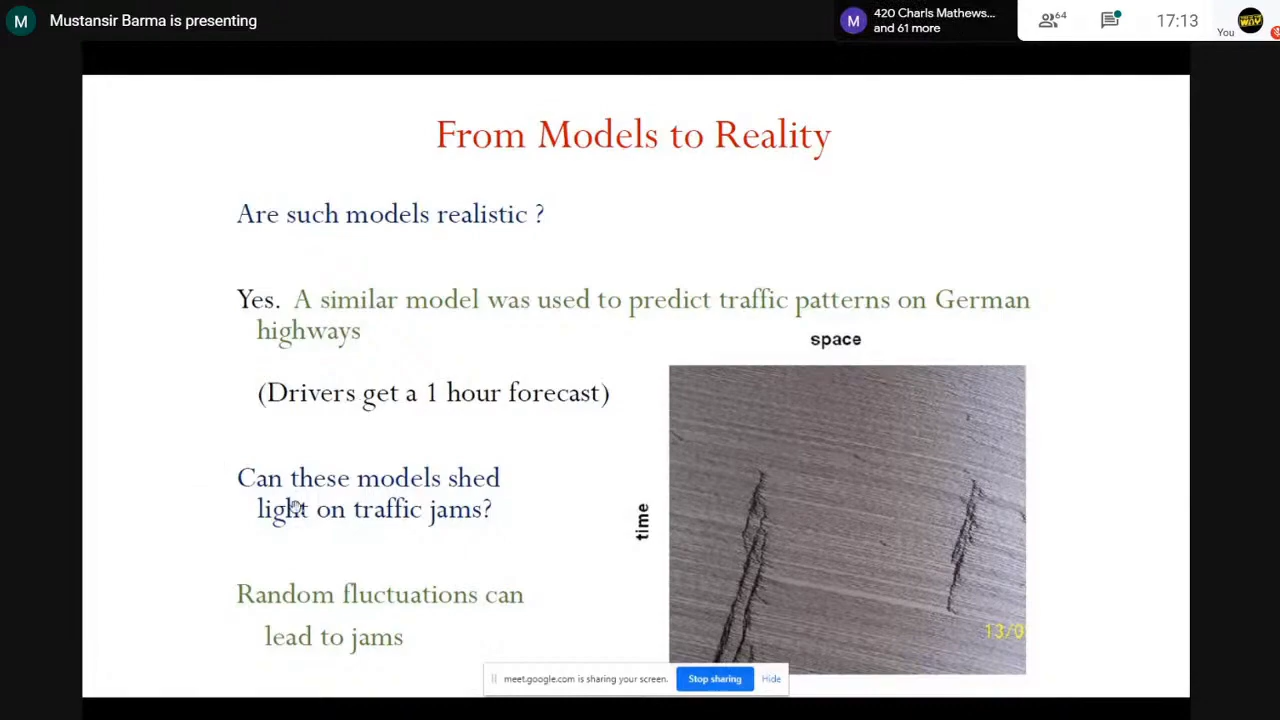 M Mustansir Barma is presenting
M 420 Charls Mathews...
and 61 more
64
17:13
You
From Models to Reality
Are such models realistic ?
Yes. A similar model was used to predict traffic patterns on German
highways
space
(Drivers get a 1 hour forecast)
Can these models shed
light on traffic jams?
time
Random fluctuations can
lead to jams
13/0
meet.google.com is sharing your screen. Stop sharing Hide